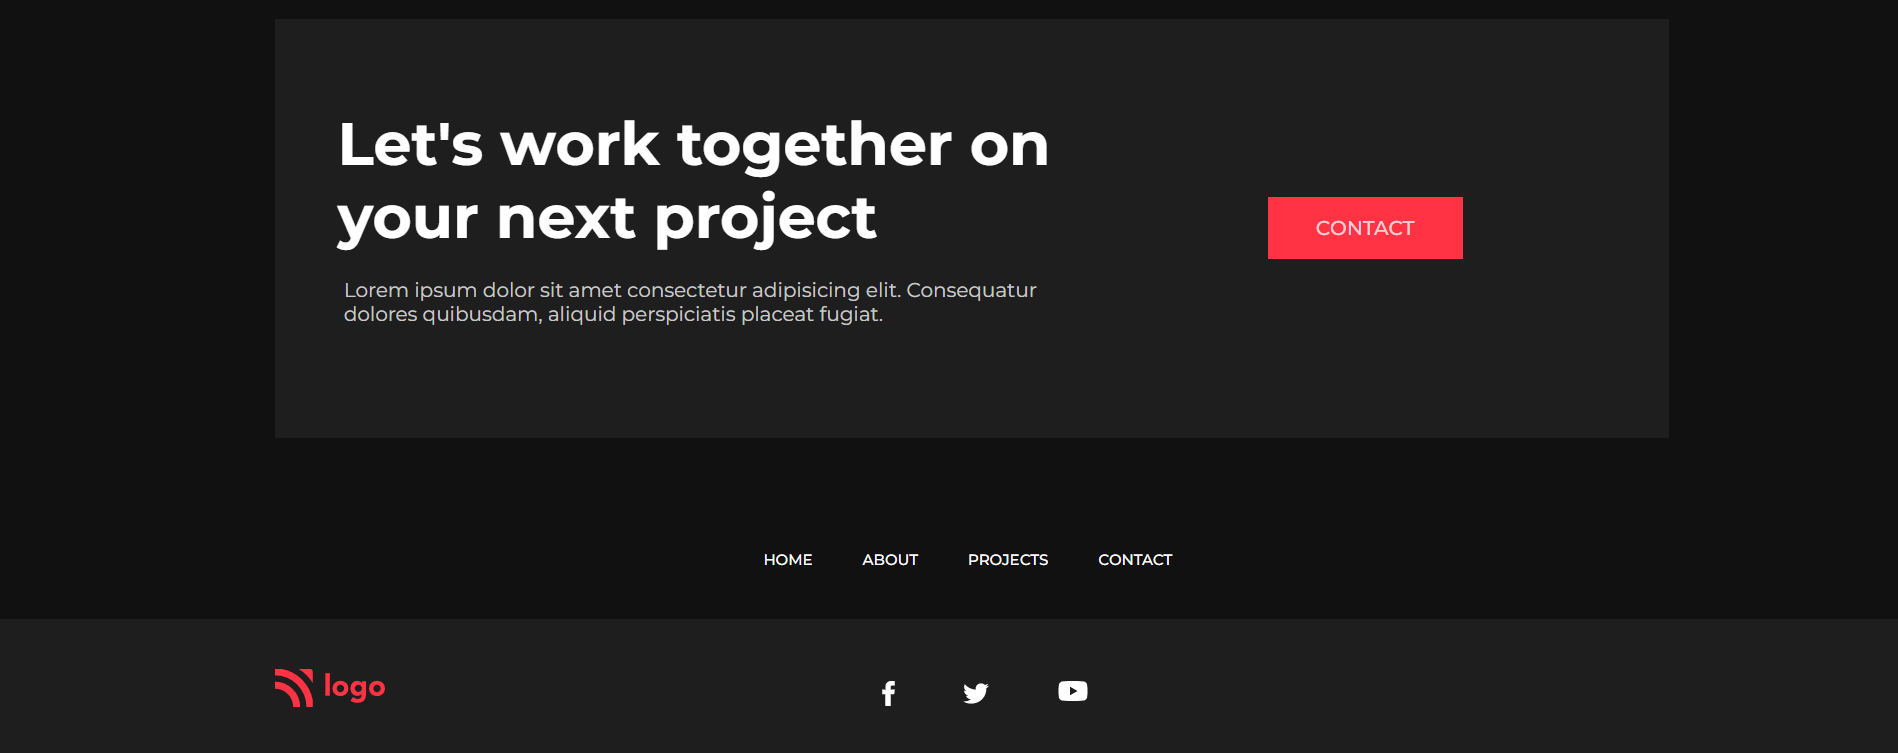 Let's work together on
your next project
Lorem ipsum dolor sit amet consectetur adipisicing elit. Consequatur
dolores quibusdam, aliquid perspiciatis placeat fugiat.
CONTACT
HOME ABOUT PROJECTS CONTACT
logo